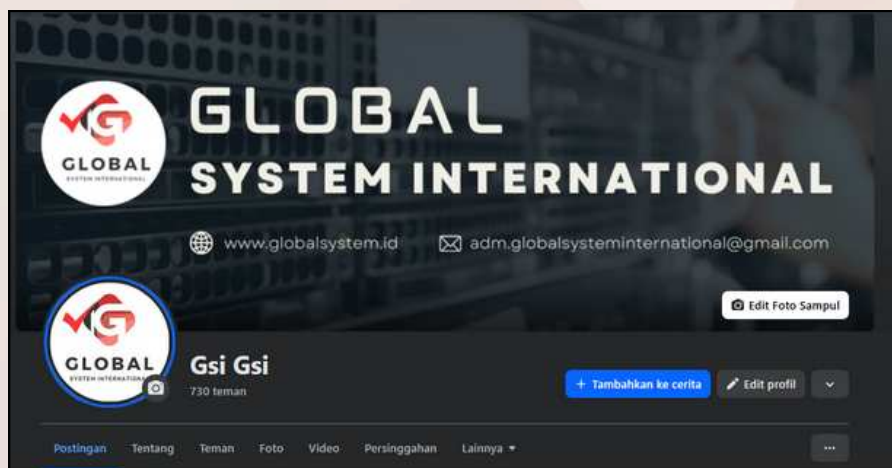 GLOBAL
SYSTEM INTERNATIONAL
GLOBAL
SYSTEM INTERNATIONAL
www.globalsystem.id
adm.globalsysteminternational@gmail.com
Edit Foto Sampul
GLOBAL
SYSTEM INTERNATIONAL
Gsi Gsi
730 teman
+ Tambahkan ke cerita
Edit profil
Postingan Tentang Teman Foto Video Persinggahan Lainnya